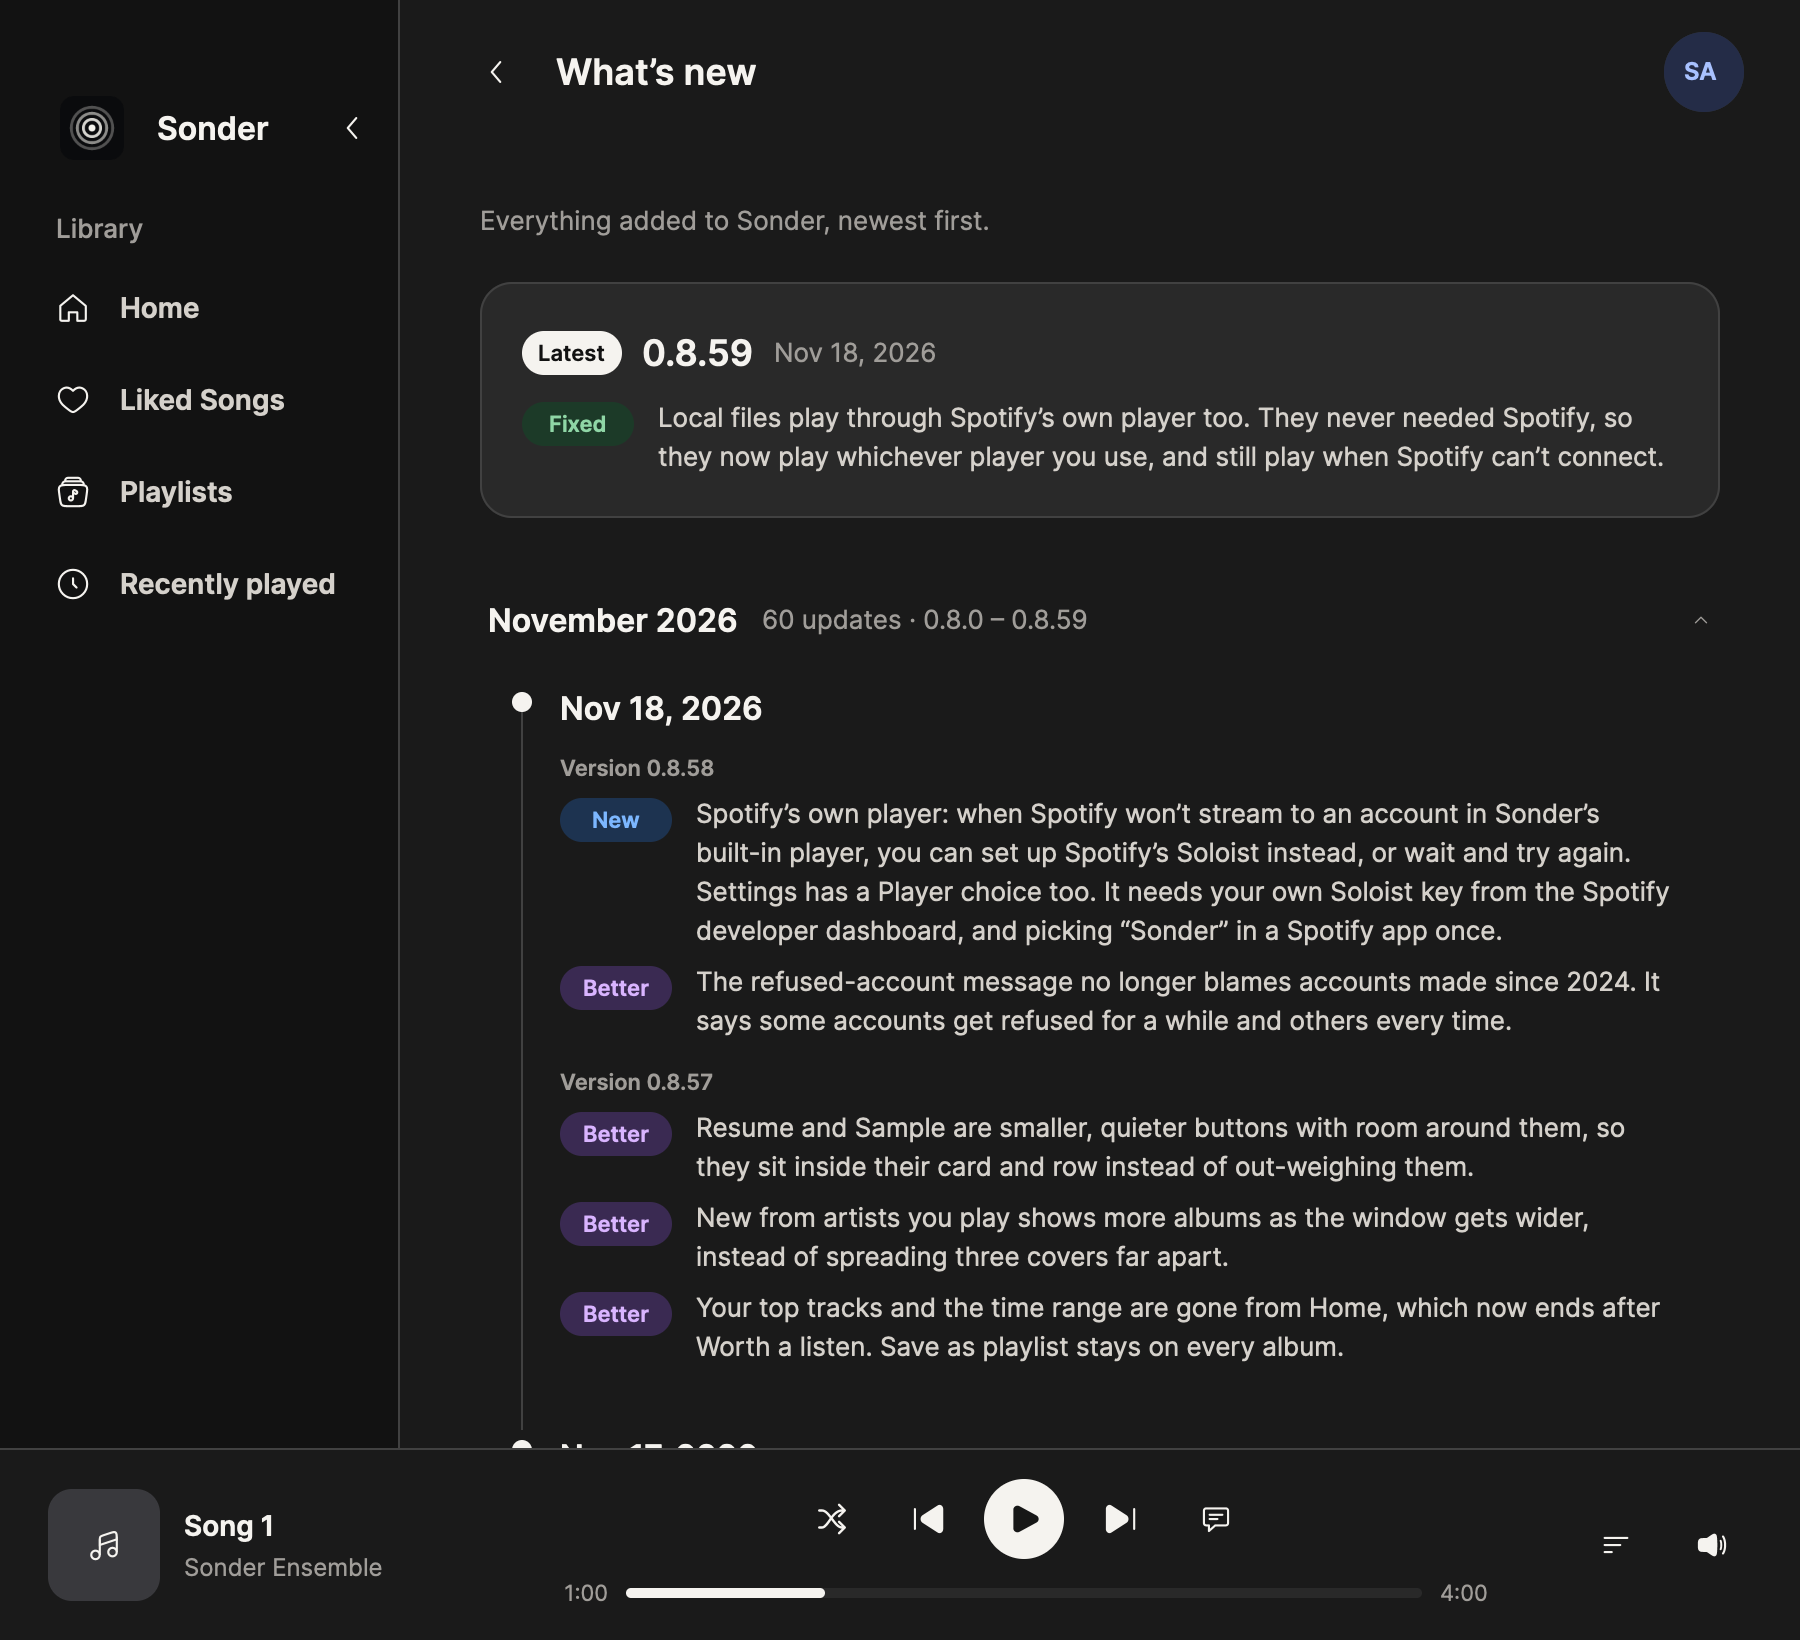 Sonder
Library
Home
Liked Songs
Playlists
Recently played
What’s new
SA
Everything added to Sonder, newest first.
Latest 0.8.59 Nov 18, 2026
Fixed Local files play through Spotify’s own player too. They never needed Spotify, so
they now play whichever player you use, and still play when Spotify can’t connect.
November 2026 60 updates · 0.8.0 – 0.8.59
Nov 18, 2026
Version 0.8.58
New Spotify’s own player: when Spotify won’t stream to an account in Sonder’s
built-in player, you can set up Spotify’s Soloist instead, or wait and try again.
Settings has a Player choice too. It needs your own Soloist key from the Spotify
developer dashboard, and picking “Sonder” in a Spotify app once.
Better The refused-account message no longer blames accounts made since 2024. It
says some accounts get refused for a while and others every time.
Version 0.8.57
Better Resume and Sample are smaller, quieter buttons with room around them, so
they sit inside their card and row instead of out-weighing them.
Better New from artists you play shows more albums as the window gets wider,
instead of spreading three covers far apart.
Better Your top tracks and the time range are gone from Home, which now ends after
Worth a listen. Save as playlist stays on every album.
Song 1
Sonder Ensemble
1:00
4:00